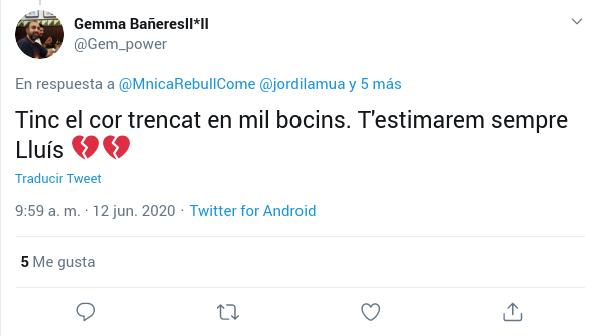 Gemma BañeresII*II
@Gem_power
En respuesta a @MnicaRebullCome @jordilamua y 5 más
Tinc el cor trencat en mil bocins. T'estimarem sempre
Lluís 💔💔
Traducir Tweet
9:59 a. m. · 12 jun. 2020 · Twitter for Android
5 Me gusta